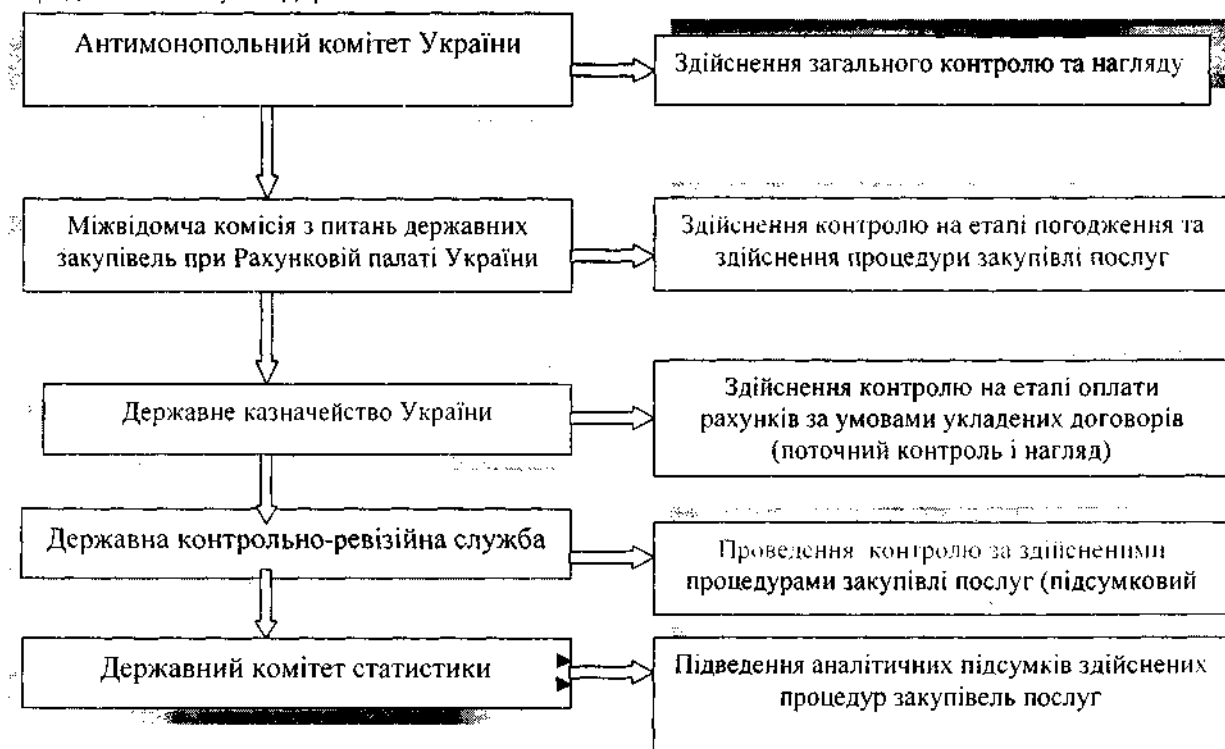 Антимонопольний комітет України
Здійснення загального контролю та нагляду
Міжвідомча комісія з питань державних
закупівель при Рахунковій палаті України
Здійснення контролю на етапі погодження та
здійснення процедури закупівлі послуг
Державне казначейство України
Здійснення контролю на етапі оплати
рахунків за умовами укладених договорів
(поточний контроль і нагляд)
Державна контрольно-ревізійна служба
Проведення контролю за здійсненими
процедурами закупівлі послуг (підсумковий
Державний комітет статистики
Підведення аналітичних підсумків здійснених
процедур закупівель послуг